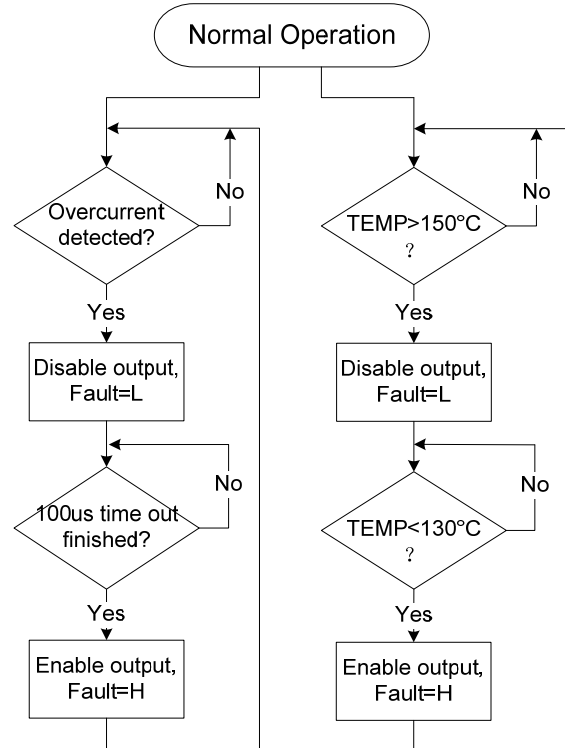 Normal Operation
Overcurrent
detected?
No
Yes
Disable output,
Fault=L
100us time out
finished?
No
Yes
Enable output,
Fault=H
TEMP>150°C
?
No
Yes
Disable output,
Fault=L
TEMP<130°C
?
No
Yes
Enable output,
Fault=H